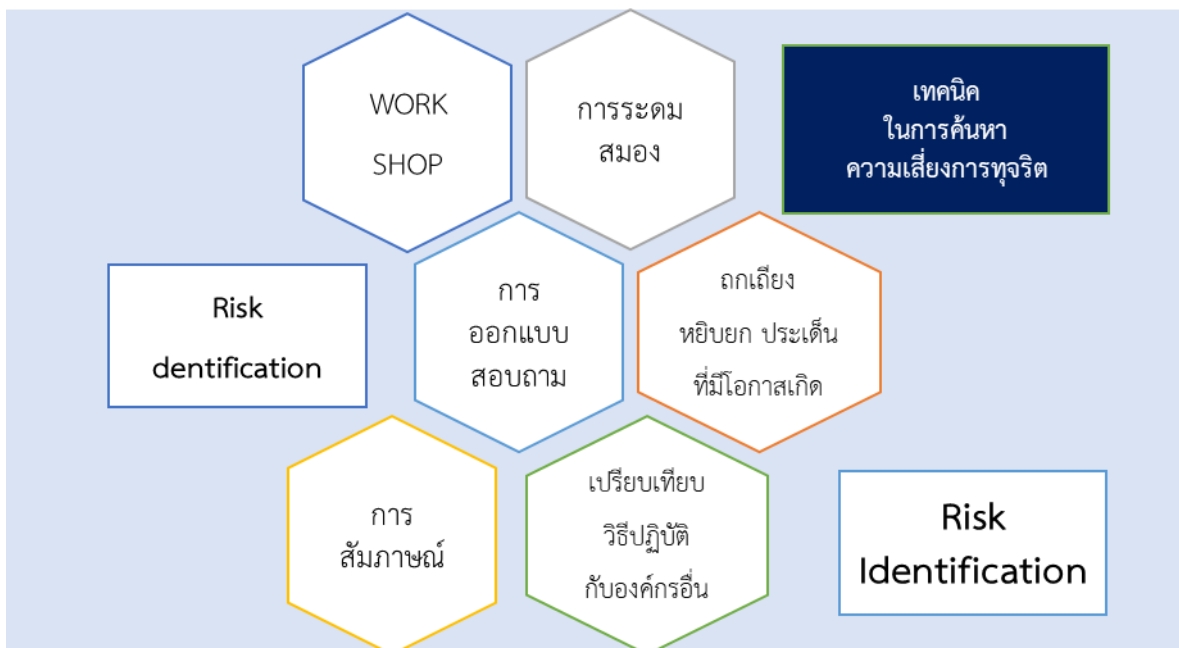 WORK
SHOP
การระดม
สมอง
เทคนิค
ในการค้นหา
ความเสี่ยงการทุจริต
Risk
dentification
การ
ออกแบบ
สอบถาม
ถกเถียง
หยิบยก ประเด็น
ที่มีโอกาสเกิด
การ
สัมภาษณ์
เปรียบเทียบ
วิธีปฏิบัติ
กับองค์กรอื่น
Risk
Identification